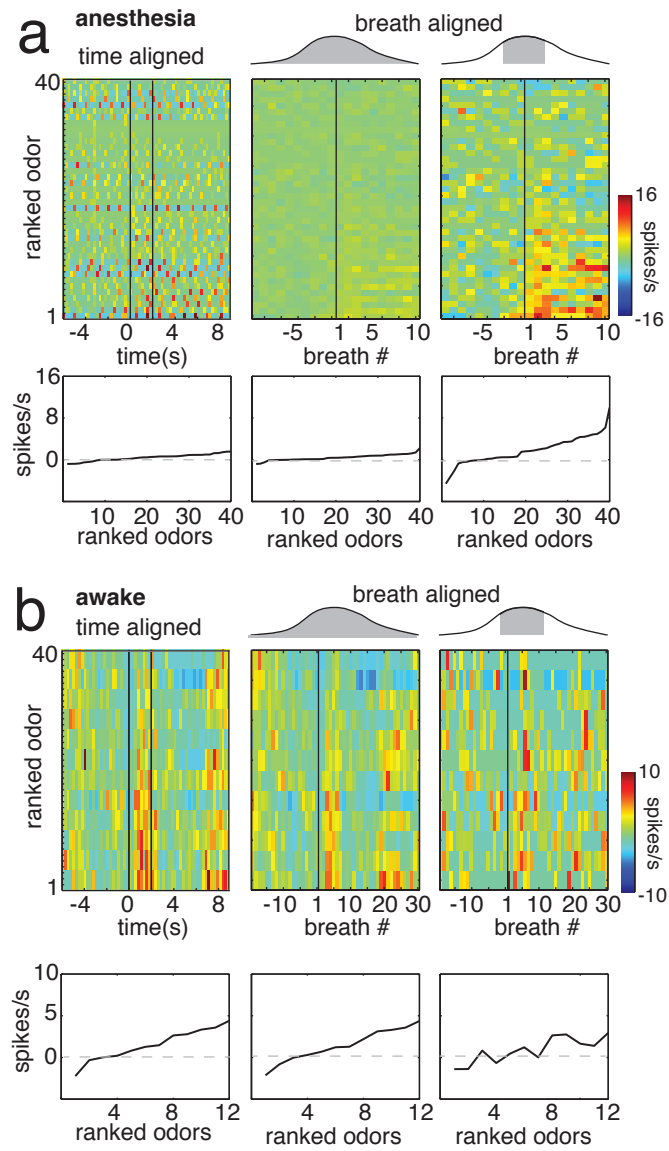 a
anesthesia
time aligned
breath aligned
40
ranked odor
1
-4 0 4 8
time(s)
-5 1 5 10
breath #
-5 1 5 10
breath #
16
spikes/s
-16
16
8
0
spikes/s
10 20 30 40
ranked odors
10 20 30 40
ranked odors
10 20 30 40
ranked odors
b
awake
time aligned
breath aligned
40
ranked odor
1
-4 0 4 8
time(s)
-10 1 10 20 30
breath #
-10 1 10 20 30
breath #
10
spikes/s
-10
10
5
0
spikes/s
4 8 12
ranked odors
4 8 12
ranked odors
4 8 12
ranked odors